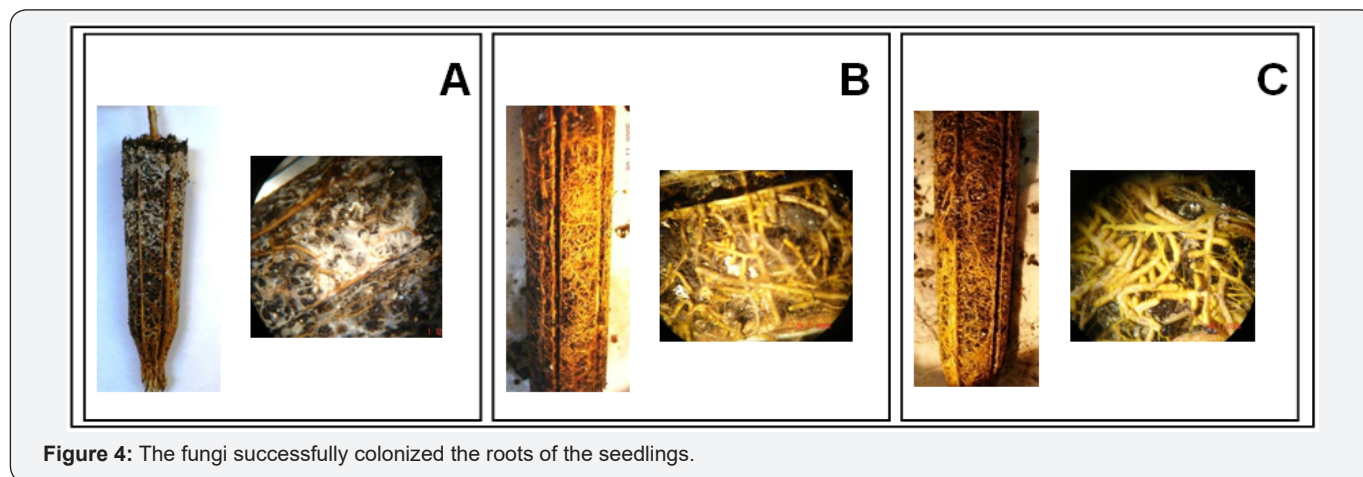 A
B
C
Figure 4: The fungi successfully colonized the roots of the seedlings.